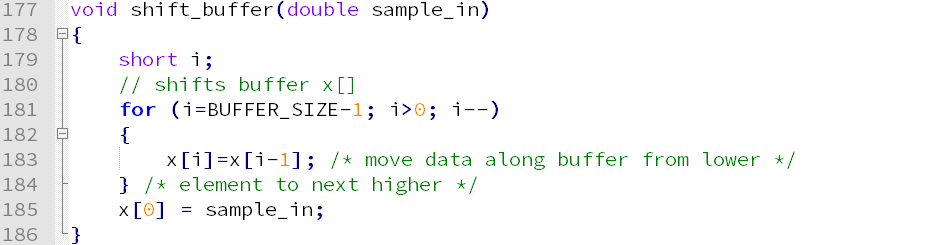 177 void shift_buffer(double sample_in)
178 {
179     short i;
180     // shifts buffer x[]
181     for (i=BUFFER_SIZE-1; i>0; i--)
182     {
183         x[i]=x[i-1]; /* move data along buffer from lower */
184     } /* element to next higher */
185     x[0] = sample_in;
186 }